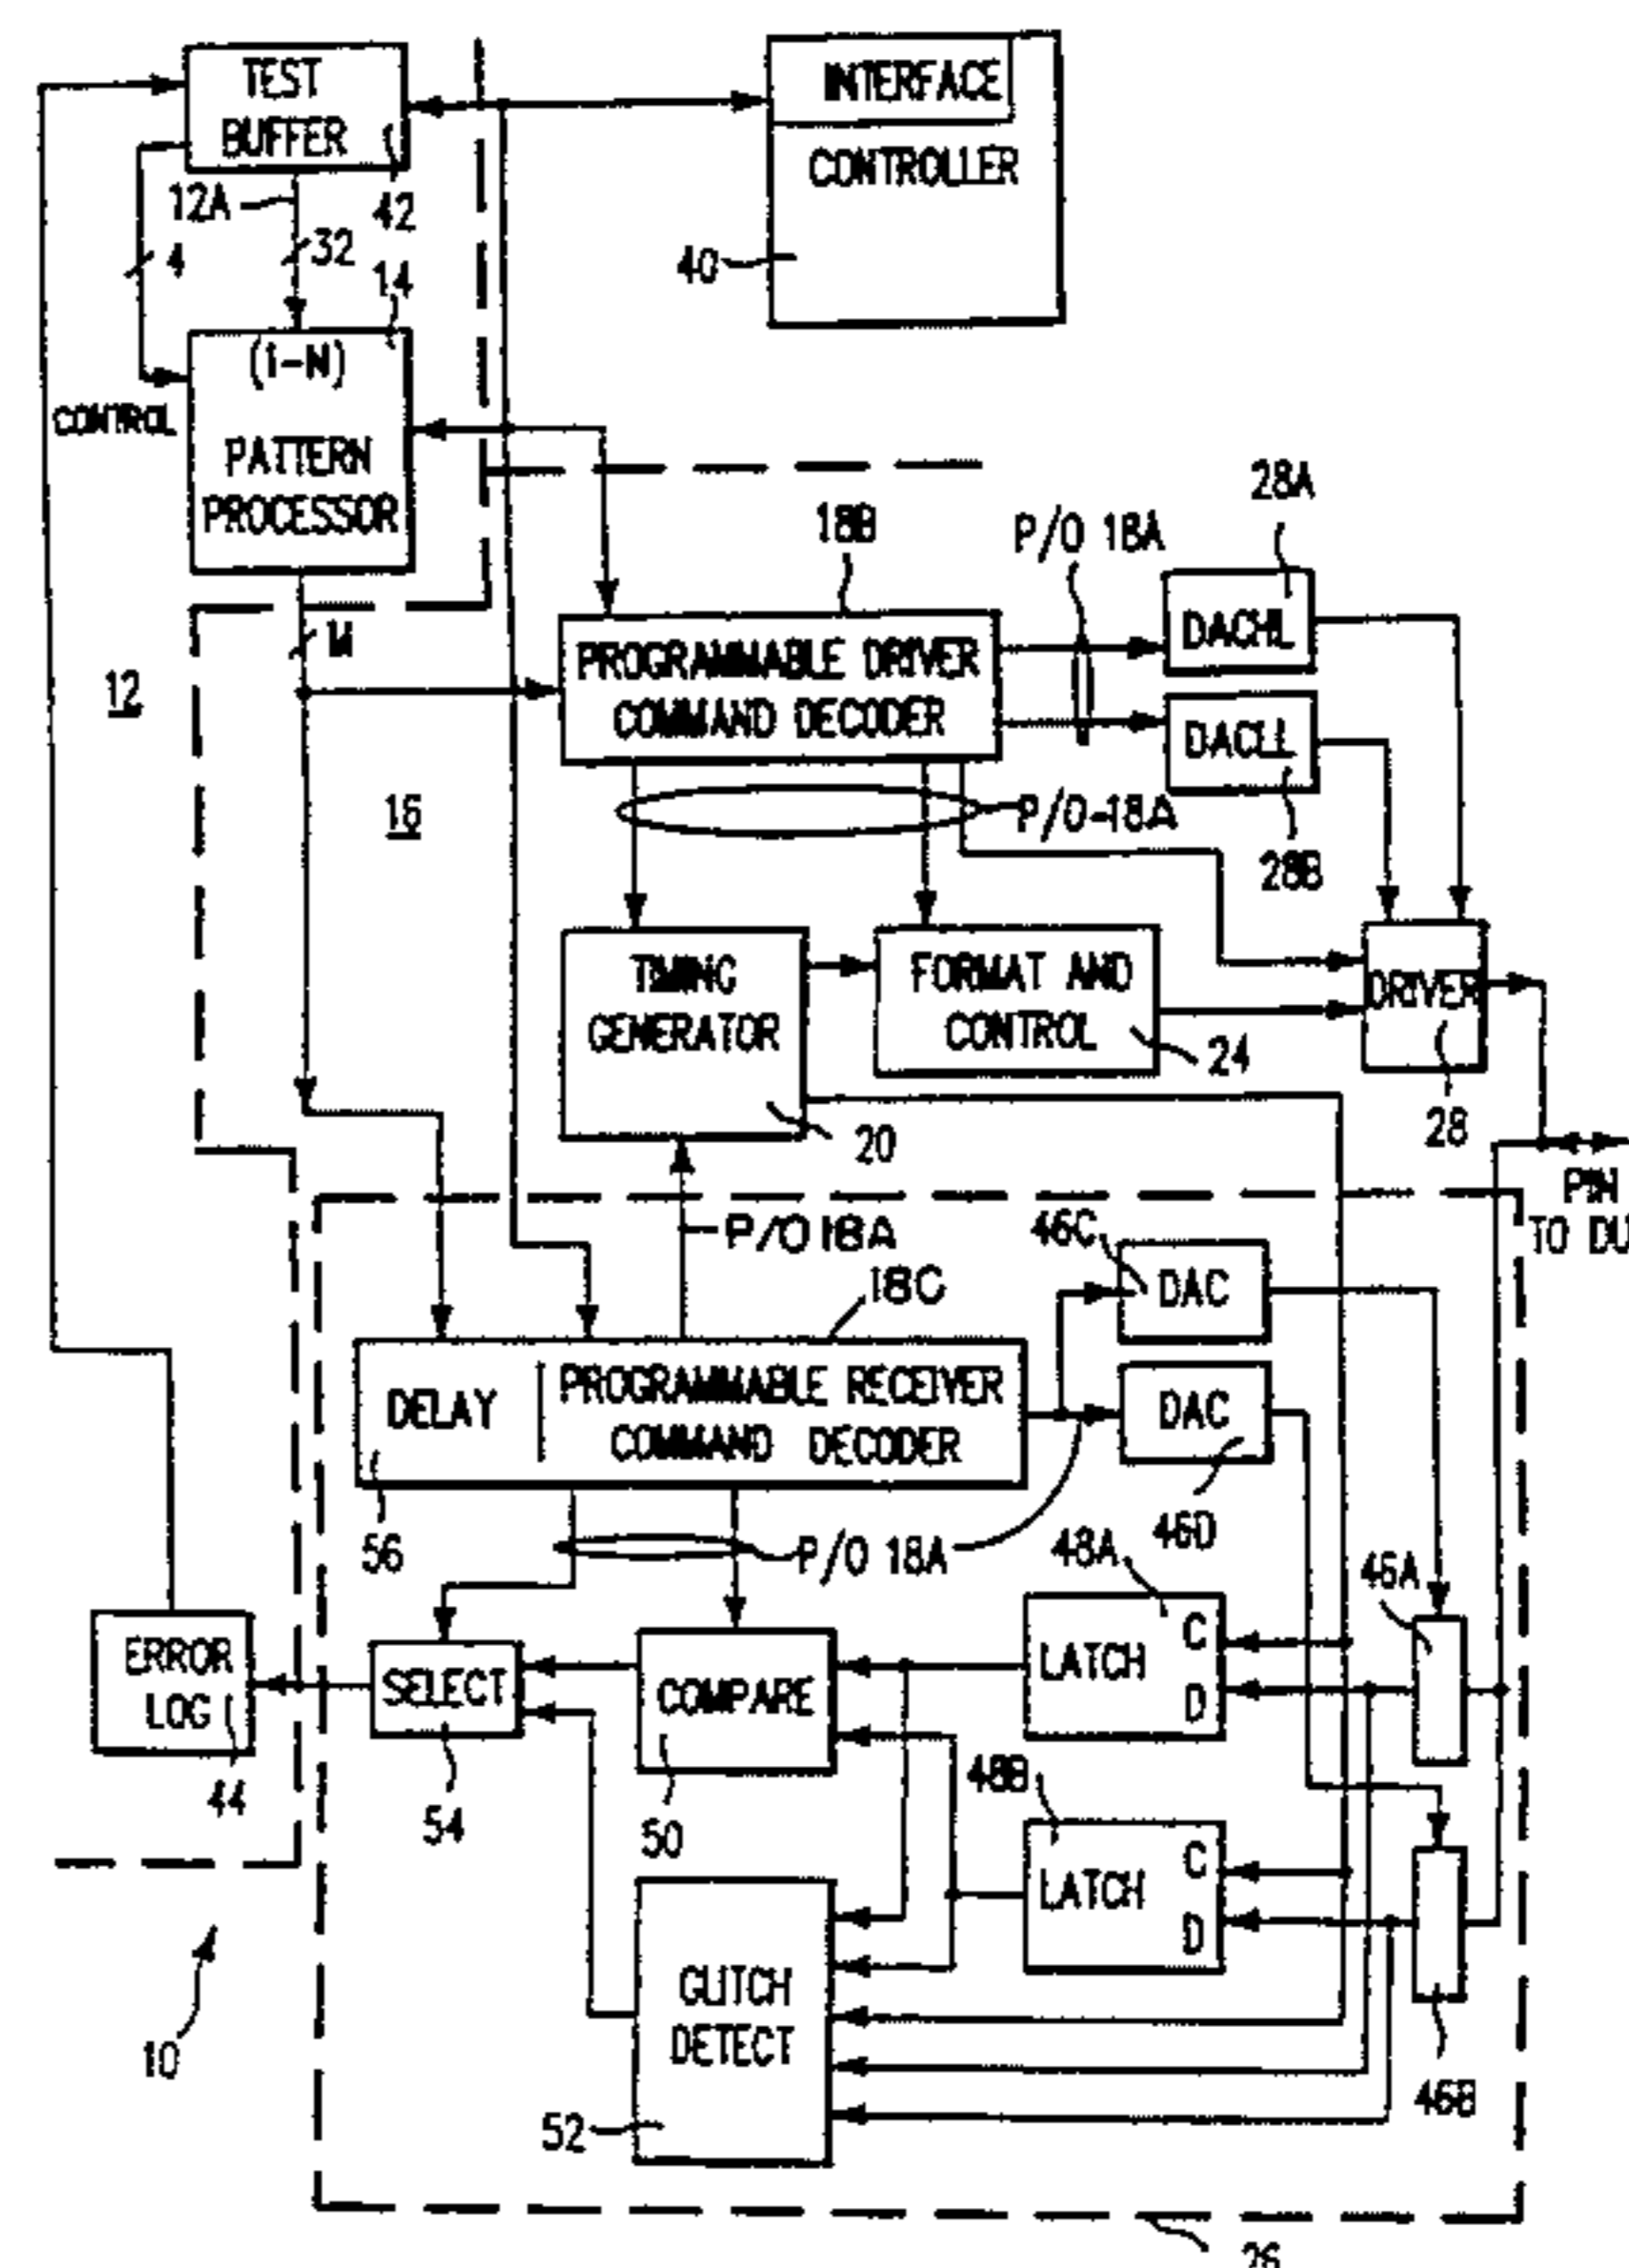 TEST
BUFFER
INTERFACE
CONTROLLER
12A
42
32
4
14
40
(1-N)
CONTROL
PATTERN
PROCESSOR
28A
18B
P/O 18A
DACHL
M
12
PROGRAMMABLE DRIVER
COMMAND DECODER
DACLL
16
P/O-18A
28B
TIMING
GENERATOR
FORMAT AND
CONTROL
DRIVER
24
20
28
PIN
TO DU
P/O 18A
46C
18C
DAC
DELAY
PROGRAMMABLE RECEIVER
COMMAND DECODER
DAC
56
P/O 18A
46D
48A
46A
ERROR
LOG
SELECT
COMPARE
LATCH
C
D
44
54
50
48B
LATCH
C
D
GLITCH
DETECT
10
52
46B
26